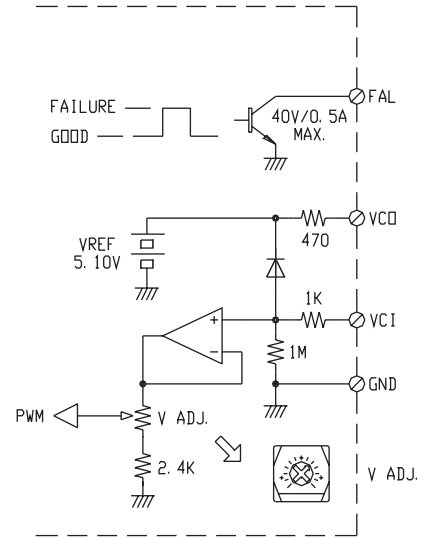 FAL
FAILURE
40V/0.5A
MAX.
GOOD
VCO
470
VREF
5.10V
1K
+
VCI
-
1M
GND
PWM
V ADJ.
2.4K
V ADJ.